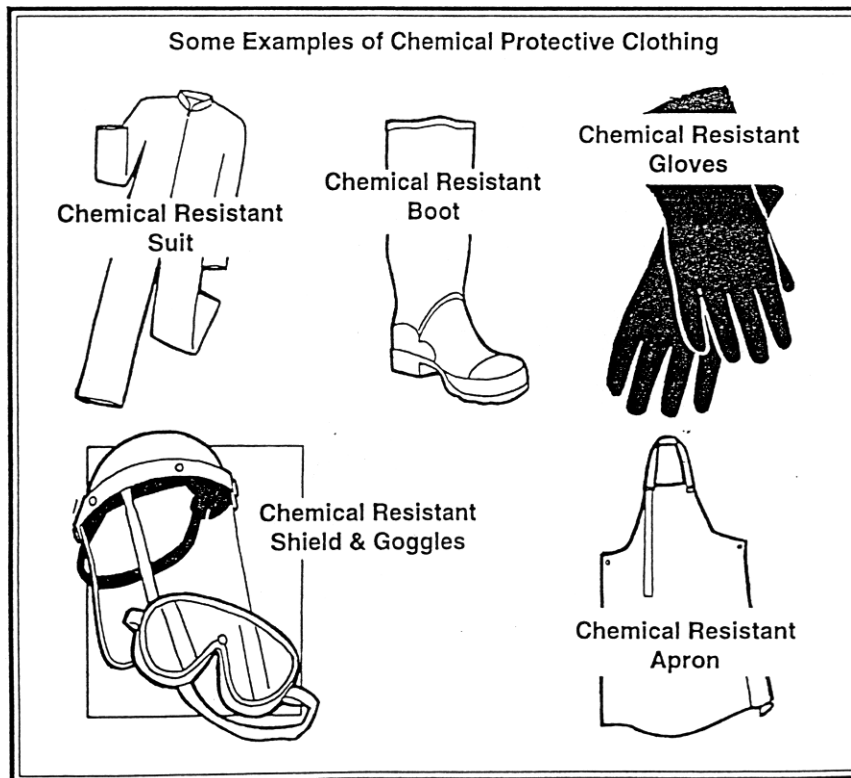 Some Examples of Chemical Protective Clothing
Chemical Resistant
Suit
Chemical Resistant
Boot
Chemical Resistant
Gloves
Chemical Resistant
Shield & Goggles
Chemical Resistant
Apron